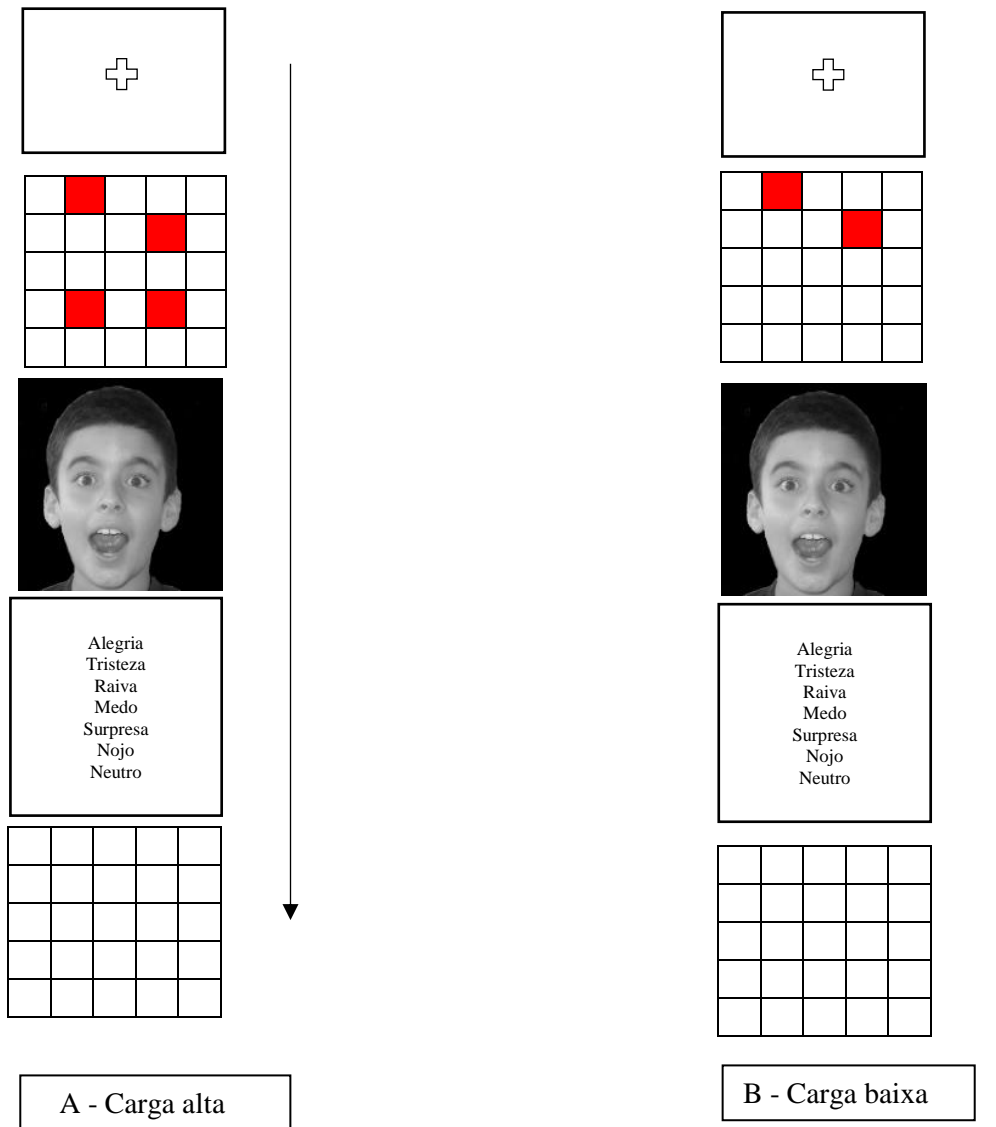 Alegria
Tristeza
Raiva
Medo
Surpresa
Nojo
Neutro
Alegria
Tristeza
Raiva
Medo
Surpresa
Nojo
Neutro
A - Carga alta
B - Carga baixa